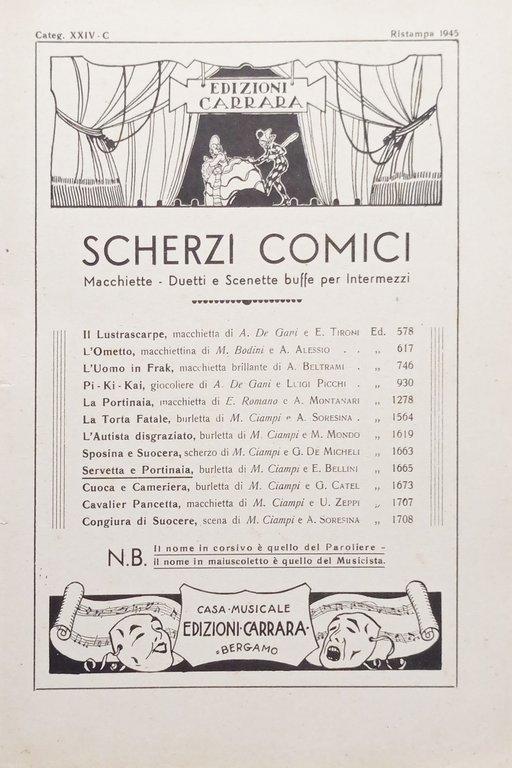 Categ. XXIV-C
Ristampa 1945
EDIZIONI
CARRARA
SCHERZI COMICI
Macchiette - Duetti e Scenette buffe per Intermezzi
Il Lustrascarpe, macchietta di A. De Gani e E. TIRONI Ed. 578
L'Ometto, macchiettina di M. Bodini e A. ALESSIO . . „ 617
L'Uomo in Frak, macchietta brillante di A. BELTRAMI . „ 746
Pi-Ki-Kai, giocoliere di A. De Gani e LUIGI PICCHI . „ 930
La Portinaia, macchietta di E. Romano e A. MONTANARI „ 1278
La Torta Fatale, burletta di M. Ciampi e A. SORESINA . „ 1564
L'Autista disgraziato, burletta di M. Ciampi e M. MONDO „ 1619
Sposina e Suocera, scherzo di M. Ciampi e G. DE MICHELI „ 1663
Servetta e Portinaia, burletta di M. Ciampi e E. BELLINI „ 1665
Cuoca e Cameriera, burletta di M. Ciampi e G. CATEL „ 1673
Cavalier Pancetta, macchietta di M. Ciampi e U. ZEPPI „ 1707
Congiura di Suocere, scena di M. Ciampi e A. SORESINA „ 1708
N.B. Il nome in corsivo è quello del Paroliere -
il nome in maiuscoletto è quello del Musicista.
CASA·MUSICALE
EDIZIONI·CARRARA·
BERGAMO